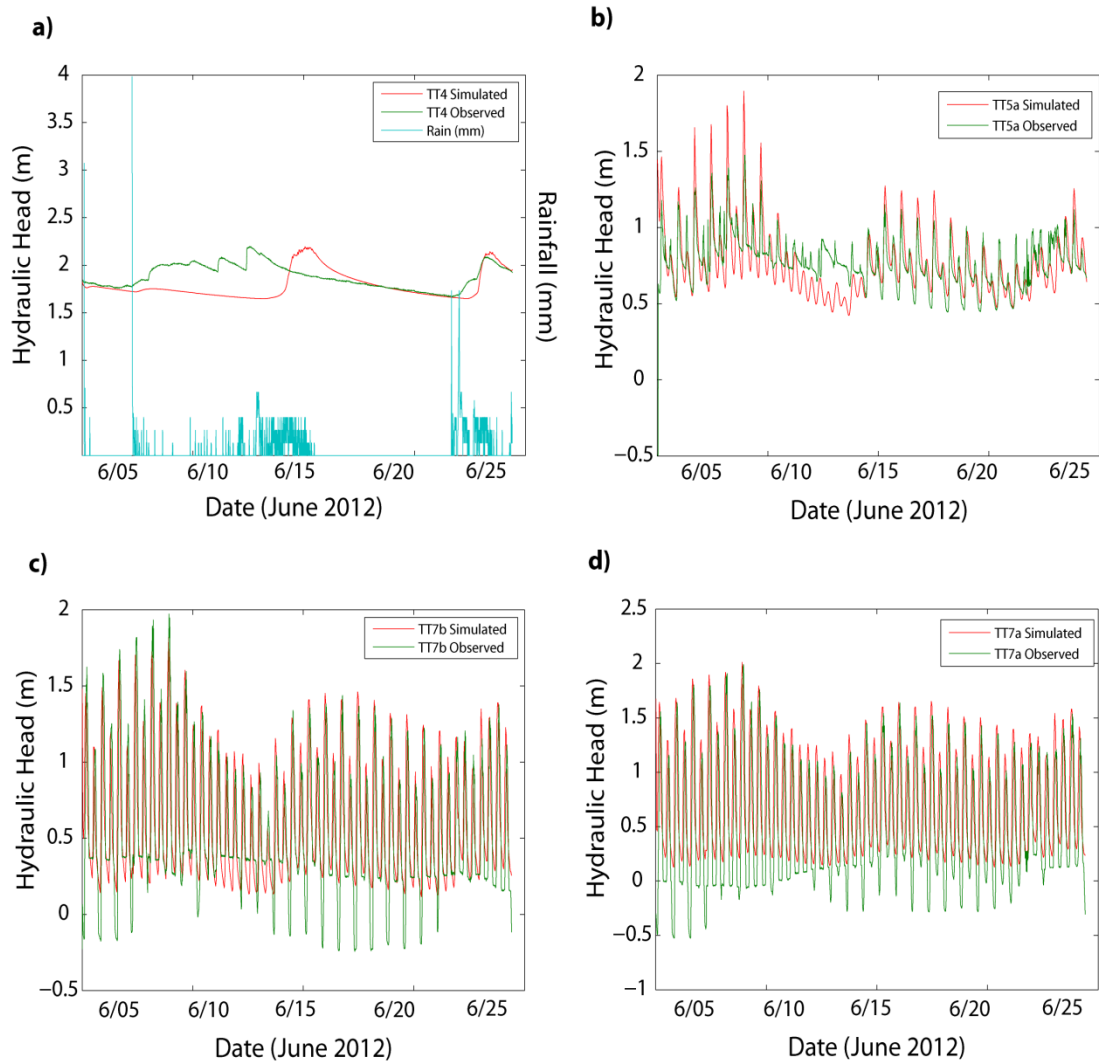 a)
4
3.5
3
2.5
2
1.5
1
0.5
Hydraulic Head (m)
TT4 Simulated
TT4 Observed
Rain (mm)
Rainfall (mm)
6/05 6/10 6/15 6/20 6/25
Date (June 2012)
b)
2
1.5
1
0.5
0
−0.5
Hydraulic Head (m)
TT5a Simulated
TT5a Observed
6/05 6/10 6/15 6/20 6/25
Date (June 2012)
c)
2
1.5
1
0.5
0
−0.5
Hydraulic Head (m)
TT7b Simulated
TT7b Observed
6/05 6/10 6/15 6/20 6/25
Date (June 2012)
d)
2.5
2
1.5
1
0.5
0
−0.5
−1
Hydraulic Head (m)
TT7a Simulated
TT7a Observed
6/05 6/10 6/15 6/20 6/25
Date (June 2012)